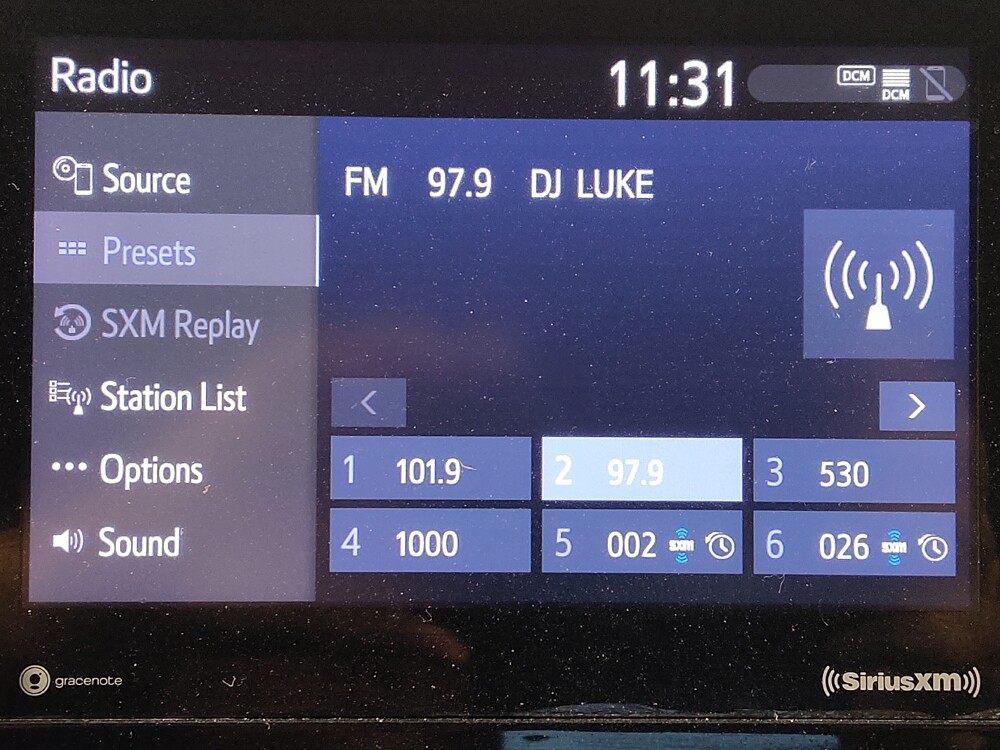 Radio
11:31
DCM
DCM
Source
FM 97.9 DJ LUKE
Presets
SXM Replay
Station List
Options
Sound
1 101.9
2 97.9
3 530
4 1000
5 002 sxm
6 026 sxm
gracenote
SiriusXM